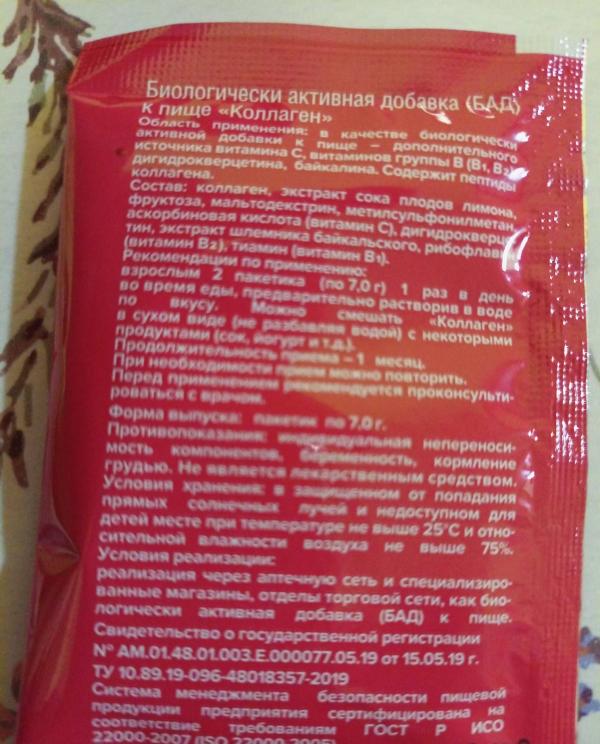 Биологически активная добавка (БАД)
к пище «Коллаген»
Область применения: в качестве биологически
активной добавки к пище – дополнительного
источника витамина С, витаминов группы В (В1, В2,
дигидрокверцетина, байкалина. Содержит пептиды
коллагена.
Состав: коллаген, экстракт сока плодов лимона,
фруктоза, мальтодекстрин, метилсульфонилметан,
аскорбиновая кислота (витамин С), дигидрокверце-
тин, экстракт шлемника байкальского, рибофлавин
(витамин В2), тиамин (витамин В1).
Рекомендации по применению:
взрослым 2 пакетика (по 7,0 г) 1 раз в день
во время еды, предварительно растворив в воде
по вкусу. Можно смешать «Коллаген»
в сухом виде (не разбавляя водой) с некоторыми
продуктами (сок, йогурт и т.д.).
Продолжительность приема – 1 месяц.
При необходимости прием можно повторить.
Перед применением рекомендуется проконсульти-
роваться с врачом.
Форма выпуска: пакетик по 7,0 г.
Противопоказания: индивидуальная непереноси-
мость компонентов, беременность, кормление
грудью. Не является лекарственным средством.
Условия хранения: в защищенном от попадания
прямых солнечных лучей и недоступном для
детей месте при температуре не выше 25°С и отно-
сительной влажности воздуха не выше 75%.
Условия реализации:
реализация через аптечную сеть и специализиро-
ванные магазины, отделы торговой сети, как био-
логически активная добавка (БАД) к пище.
Свидетельство о государственной регистрации
N° AM.01.48.01.003.E.000077.05.19 от 15.05.19 г.
ТУ 10.89.19-096-48018357-2019
Система менеджмента безопасности пищевой
продукции предприятия сертифицирована на
соответствие требованиям ГОСТ Р ИСО
22000-2007 (ISO 22000:2005)